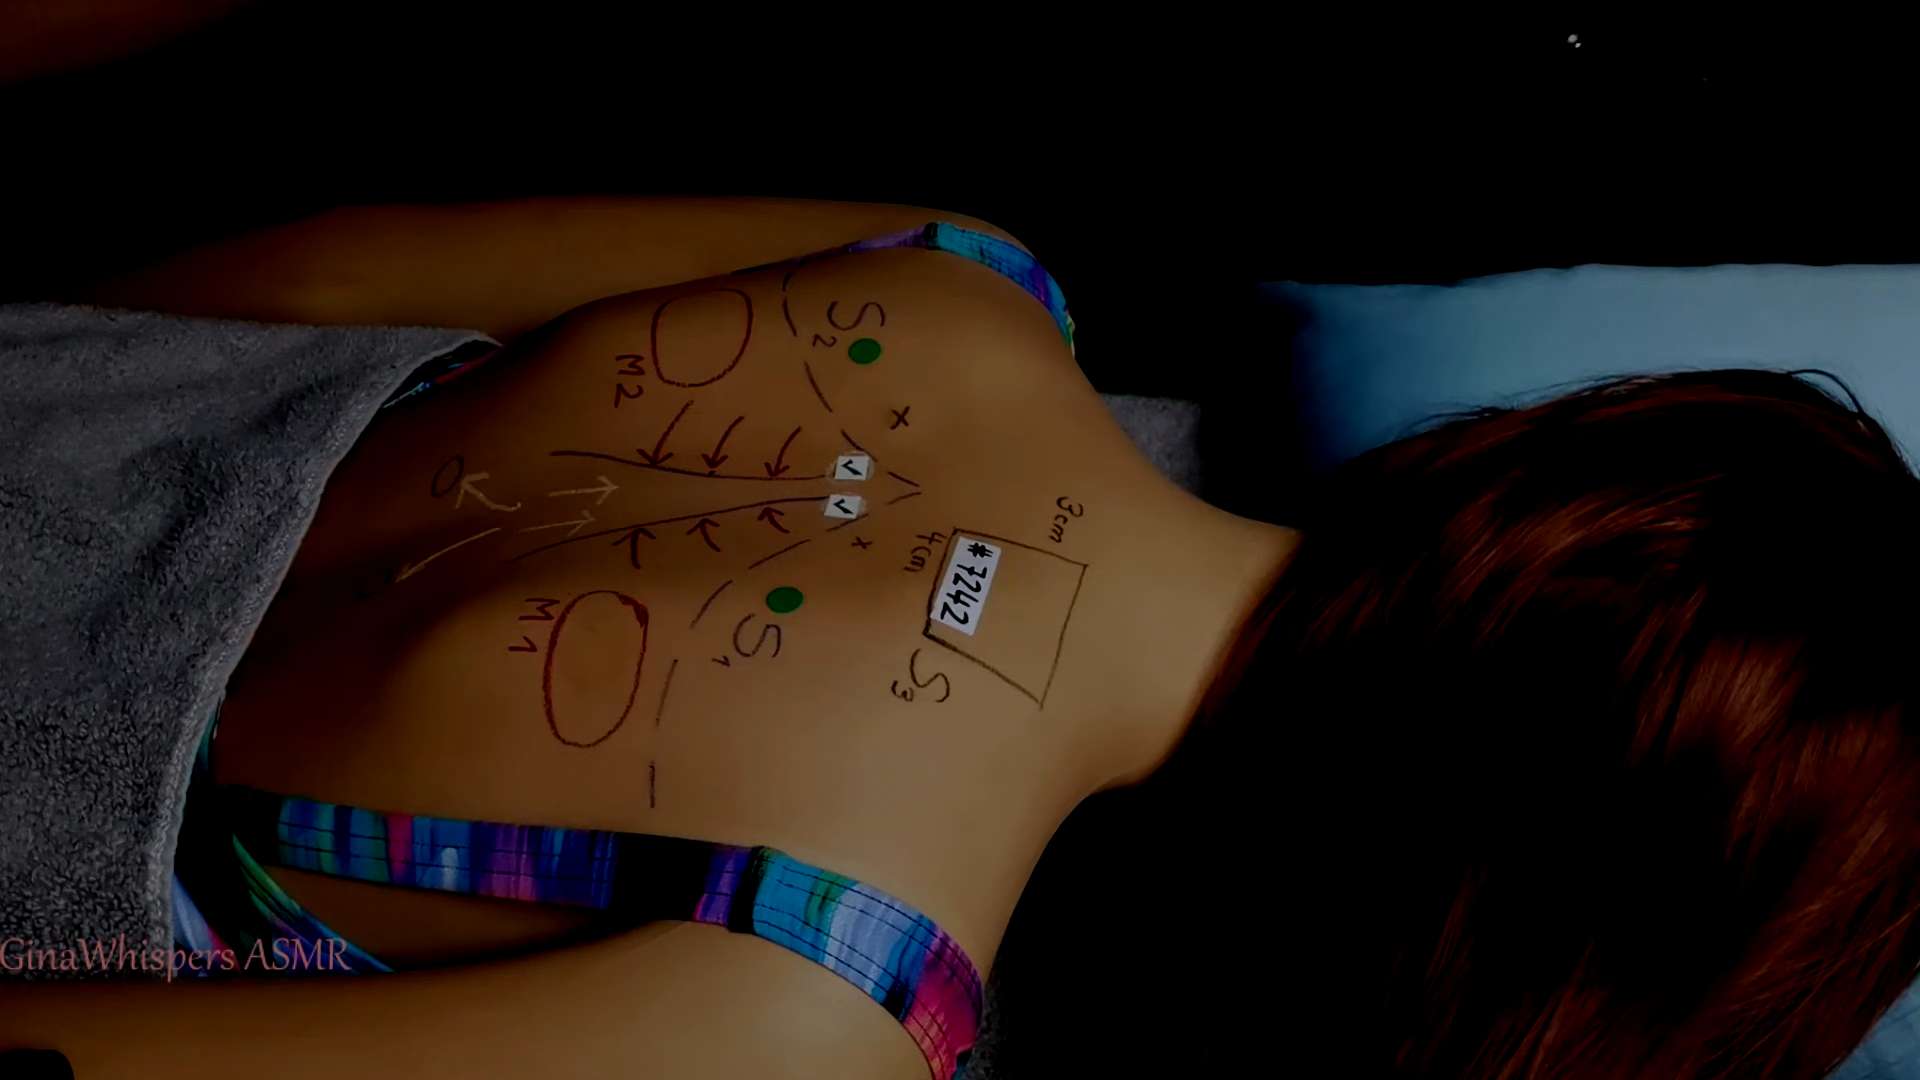 S2
M2
x
✓
✓
x
3cm
4cm
#7242
S1
M1
S3
GinaWhispers ASMR